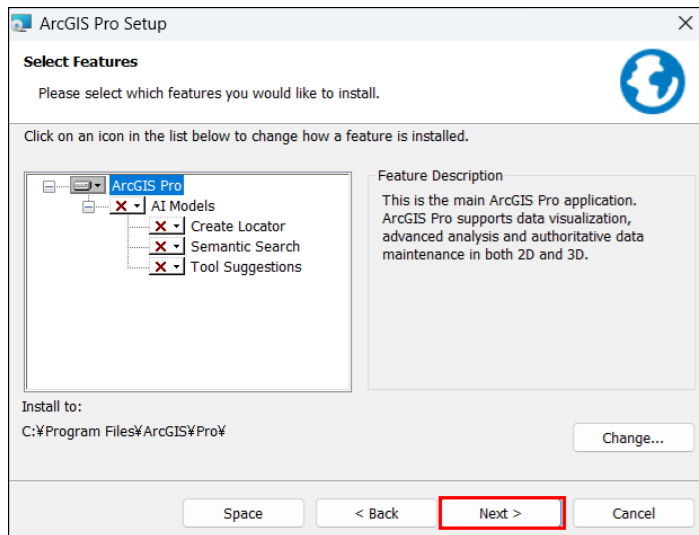 ArcGIS Pro Setup
Select Features
Please select which features you would like to install.
Click on an icon in the list below to change how a feature is installed.
ArcGIS Pro
AI Models
Create Locator
Semantic Search
Tool Suggestions
Feature Description
This is the main ArcGIS Pro application.
ArcGIS Pro supports data visualization,
advanced analysis and authoritative data
maintenance in both 2D and 3D.
Install to:
C:¥Program Files¥ArcGIS¥Pro¥
Change...
Space
< Back
Next >
Cancel